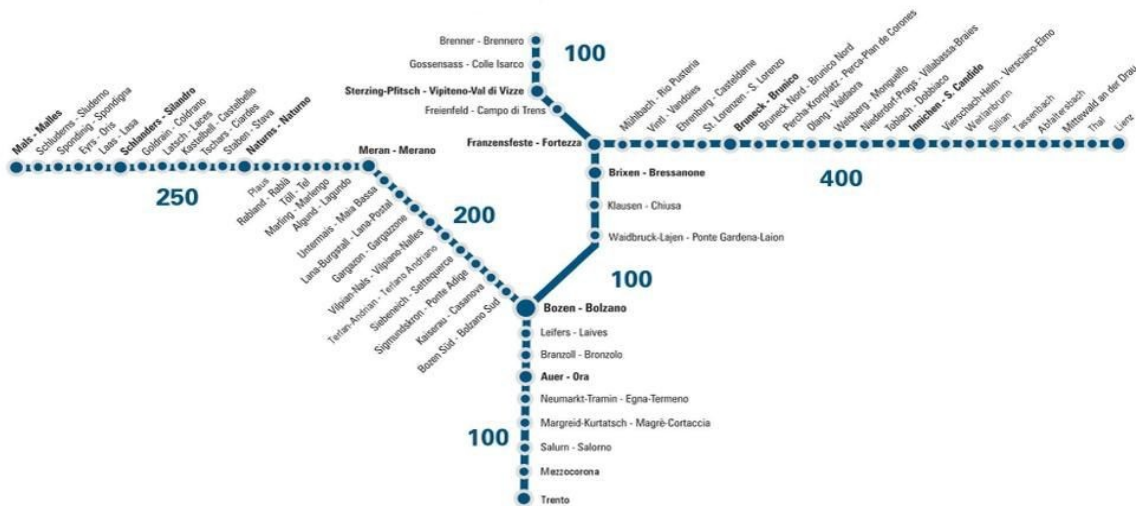 Brenner - Brennero
100
Gossensass - Colle Isarco
Sterzing-Pfitsch - Vipiteno-Val di Vizze
Freienfeld - Campo di Trens
Franzensfeste - Fortezza
Mühlbach - Rio Pusteria
Vintl - Vandoies
Ehrenburg - Casteldarne
St. Lorenzen - S. Lorenzo
Bruneck - Brunico
Bruneck Nord - Brunico Nord
Percha-Kronplatz - Perca-Plan de Corones
Olang - Valdaora
Welsberg - Monguelfo
Niederdorf-Prags - Villabassa-Braies
Toblach - Dobbiaco
Innichen - S. Candido
Vierschach-Helm - Versciaco-Elmo
Weitlanbrunn
Sillian
Tassenbach
Abfaltersbach
Mittewald an der Drau
Thal
Lienz
400
Mals - Malles
Schluderns - Sluderno
Sponding - Spondigna
Eyrs - Oris
Laas - Lasa
Schlanders - Silandro
Goldrain - Coldrano
Latsch - Laces
Kastelbell - Castelbello
Tschars - Ciardes
Staben - Stava
Naturns - Naturno
250
Plaus
Rabland - Rablà
Töll - Tel
Marling - Marlengo
Algund - Lagundo
Meran - Merano
200
Untermais - Maia Bassa
Lana-Burgstall - Lana-Postal
Gargazon - Gargazzone
Vilpian-Nals - Vilpiano-Nalles
Terlan-Andrian - Terlano Andriano
Siebeneich - Settequerce
Sigmundskron - Ponte Adige
Kaiserau - Casanova
Bozen Süd - Bolzano Sud
Brixen - Bressanone
Klausen - Chiusa
Waidbruck-Lajen - Ponte Gardena-Laion
100
Bozen - Bolzano
Leifers - Laives
Branzoll - Bronzolo
Auer - Ora
Neumarkt-Tramin - Egna-Termeno
Margreid-Kurtatsch - Magrè-Cortaccia
100
Salurn - Salorno
Mezzocorona
Trento